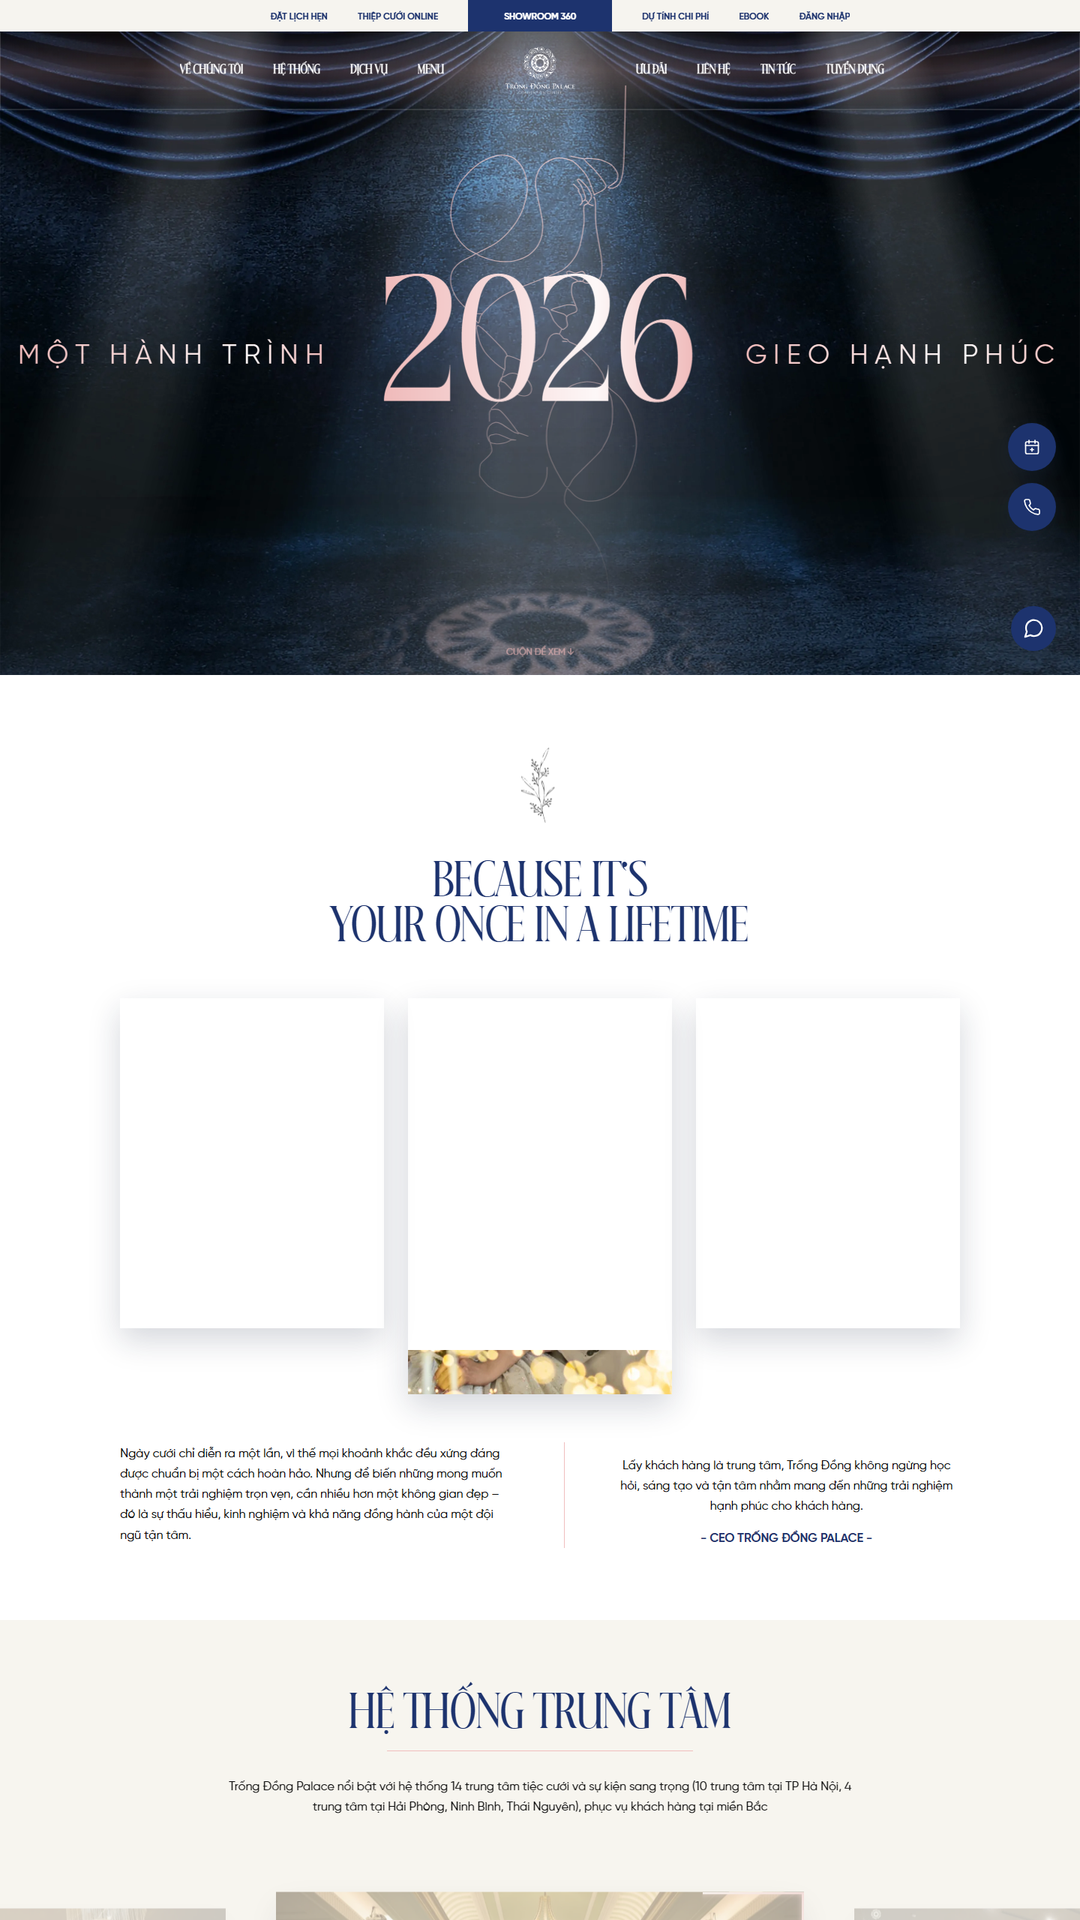 ĐẶT LỊCH HẸN
THIỆP CƯỚI ONLINE
SHOWROOM 360
DỰ TÍNH CHI PHÍ
EBOOK
ĐĂNG NHẬP
VỀ CHÚNG TÔI
HỆ THỐNG
DỊCH VỤ
MENU
TRỐNG ĐỒNG PALACE
ƯU ĐÃI
LIÊN HỆ
TIN TỨC
TUYỂN DỤNG
MỘT HÀNH TRÌNH
2026
GIEO HẠNH PHÚC
CUỘN ĐỂ XEM ↓
BECAUSE IT'S
YOUR ONCE IN A LIFETIME
Ngày cưới chỉ diễn ra một lần, vì thế mọi khoảnh khắc đều xứng đáng
được chuẩn bị một cách hoàn hảo. Nhưng để biến những mong muốn
thành một trải nghiệm trọn vẹn, cần nhiều hơn một không gian đẹp –
đó là sự thấu hiểu, kinh nghiệm và khả năng đồng hành của một đội
ngũ tận tâm.
Lấy khách hàng là trung tâm, Trống Đồng không ngừng học
hỏi, sáng tạo và tận tâm nhằm mang đến những trải nghiệm
hạnh phúc cho khách hàng.
- CEO TRỐNG ĐỒNG PALACE -
HỆ THỐNG TRUNG TÂM
Trống Đồng Palace nổi bật với hệ thống 14 trung tâm tiệc cưới và sự kiện sang trọng (10 trung tâm tại TP Hà Nội, 4
trung tâm tại Hải Phòng, Ninh Bình, Thái Nguyên), phục vụ khách hàng tại miền Bắc